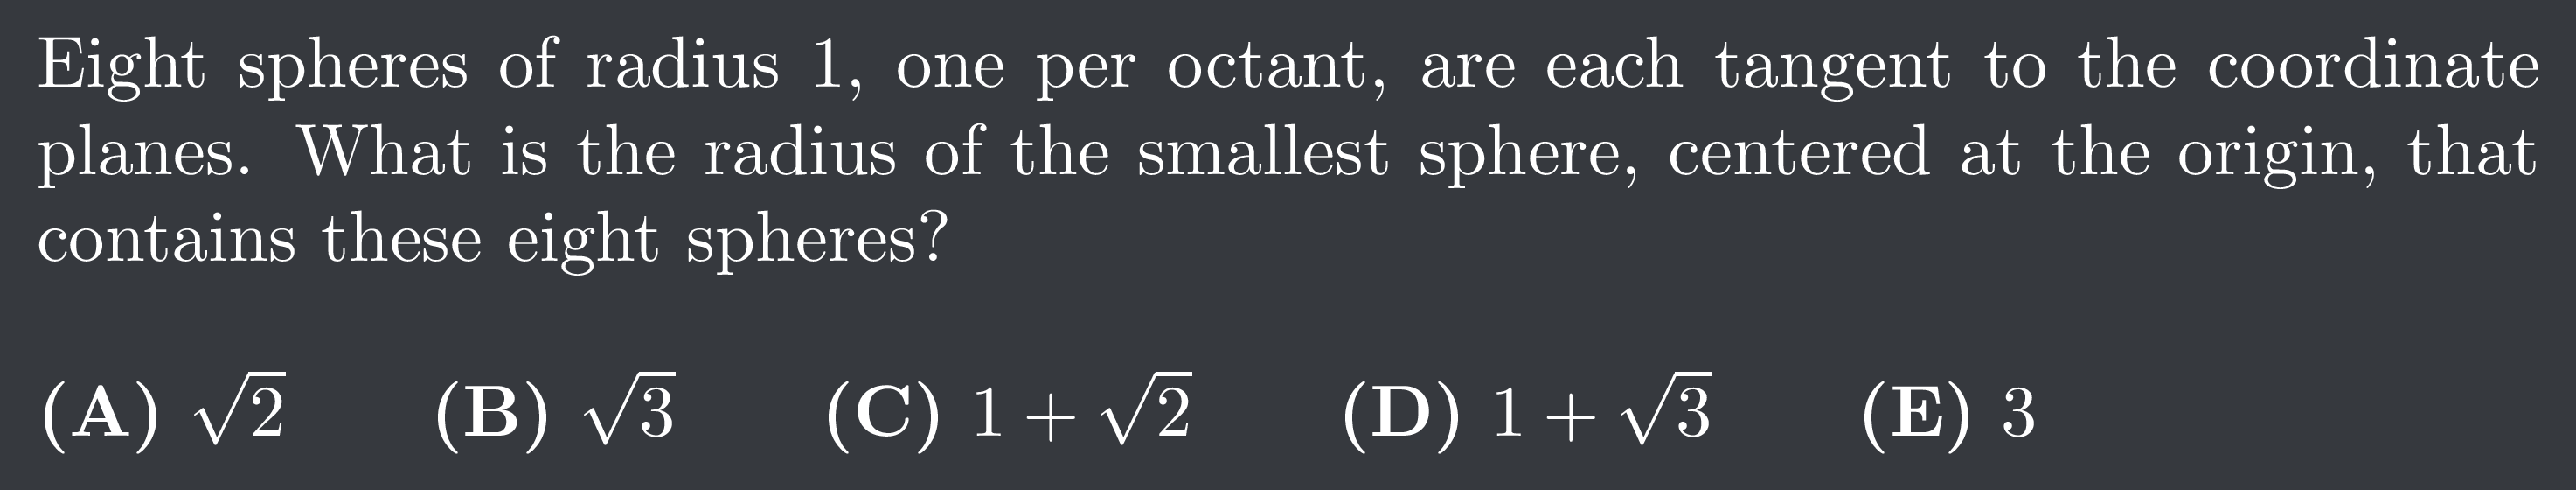 Eight spheres of radius 1, one per octant, are each tangent to the coordinate
planes. What is the radius of the smallest sphere, centered at the origin, that
contains these eight spheres?
(A) √2 (B) √3 (C) 1 + √2 (D) 1 + √3 (E) 3